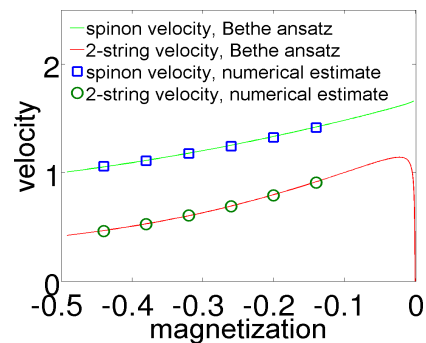 2
spinon velocity, Bethe ansatz
2-string velocity, Bethe ansatz
spinon velocity, numerical estimate
2-string velocity, numerical estimate
velocity
1
0
-0.5 -0.4 -0.3 -0.2 -0.1 0
magnetization